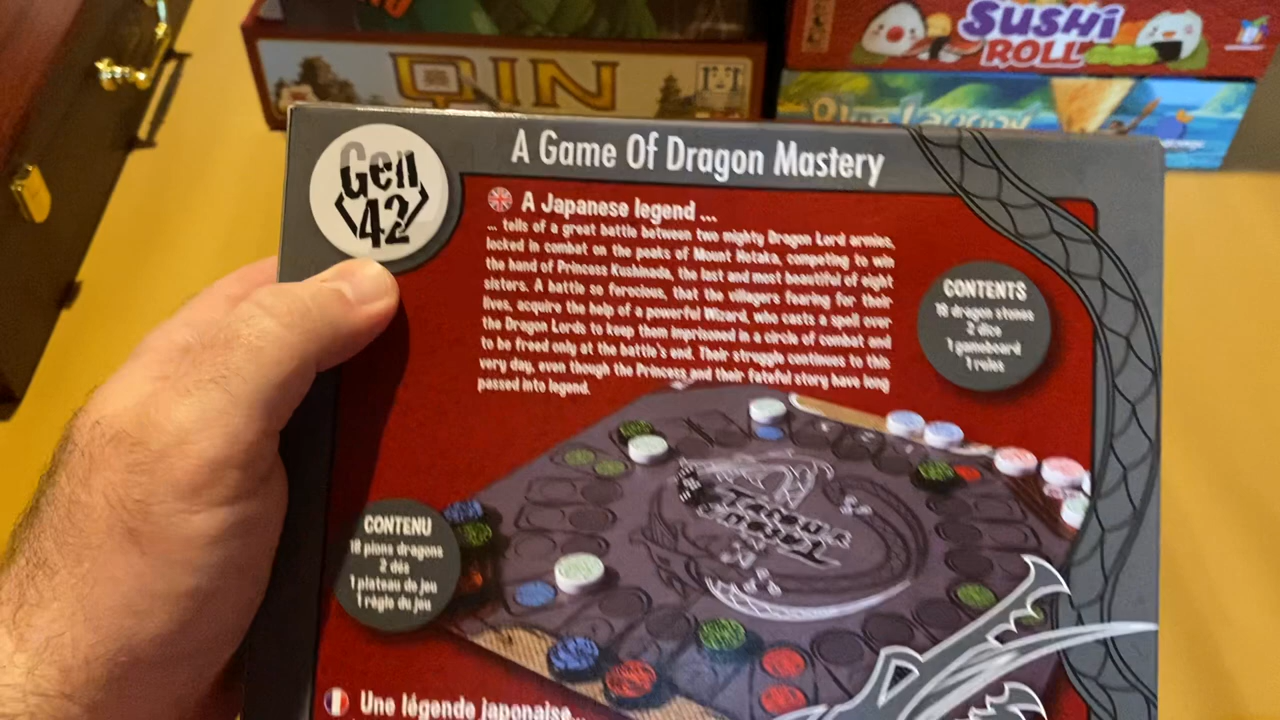 QIN
SUSHI
ROLL
Blue Lagoon
Gen
42
A Game Of Dragon Mastery
A Japanese legend ...
... tells of a great battle between two mighty Dragon Lord armies,
locked in combat on the peaks of Mount Hotaka, competing to win
the hand of Princess Kushinada, the last and most beautiful of eight
sisters. A battle so ferocious, that the villagers fearing for their
lives, acquire the help of a powerful Wizard, who casts a spell over
the Dragon Lords to keep them imprisoned in a circle of combat and
to be freed only at the battle's end. Their struggle continues to this
very day, even though the Princess and their fateful story have long
passed into legend.
CONTENTS
18 dragon stones
2 dice
1 gameboard
1 rules
CONTENU
18 pions dragons
2 dés
1 plateau de jeu
1 règle du jeu
Une légende japonaise...